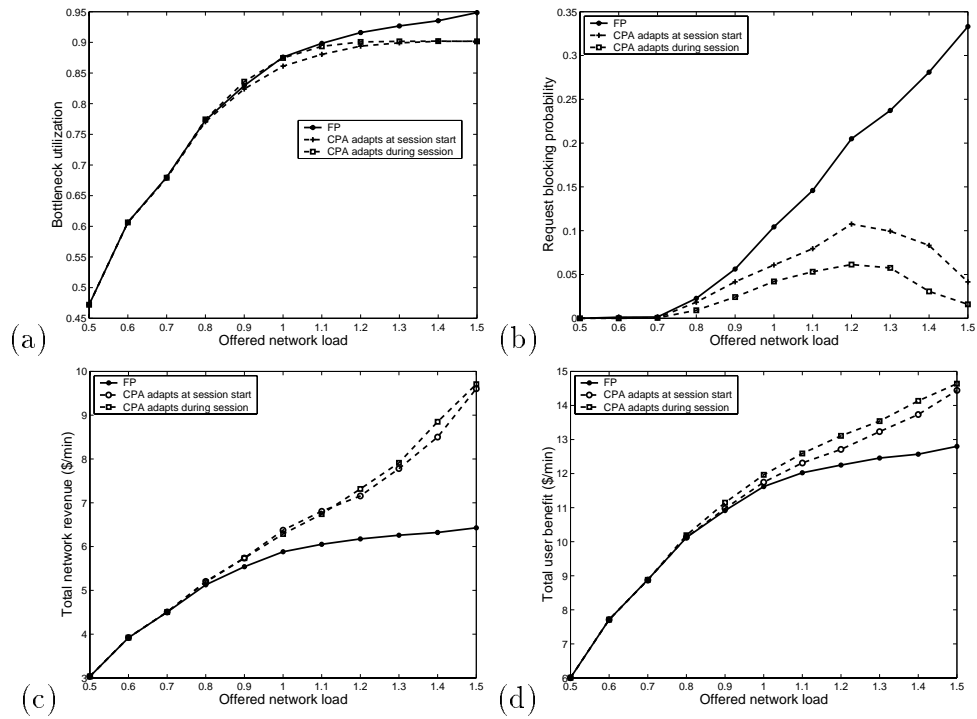 0.95
0.9
0.85
0.8
0.75
0.7
0.65
0.6
0.55
0.5
0.45
Bottleneck utilization
FP
CPA adapts at session start
CPA adapts during session
0.5 0.6 0.7 0.8 0.9 1 1.1 1.2 1.3 1.4 1.5
Offered network load
(a)
0.35
0.3
0.25
0.2
0.15
0.1
0.05
0
Request blocking probability
FP
CPA adapts at session start
CPA adapts during session
0.5 0.6 0.7 0.8 0.9 1 1.1 1.2 1.3 1.4 1.5
Offered network load
(b)
10
9
8
7
6
5
4
3
Total network revenue ($/min)
FP
CPA adapts at session start
CPA adapts during session
0.5 0.6 0.7 0.8 0.9 1 1.1 1.2 1.3 1.4 1.5
Offered network load
(c)
15
14
13
12
11
10
9
8
7
6
Total user benefit ($/min)
FP
CPA adapts at session start
CPA adapts during session
0.5 0.6 0.7 0.8 0.9 1 1.1 1.2 1.3 1.4 1.5
Offered network load
(d)